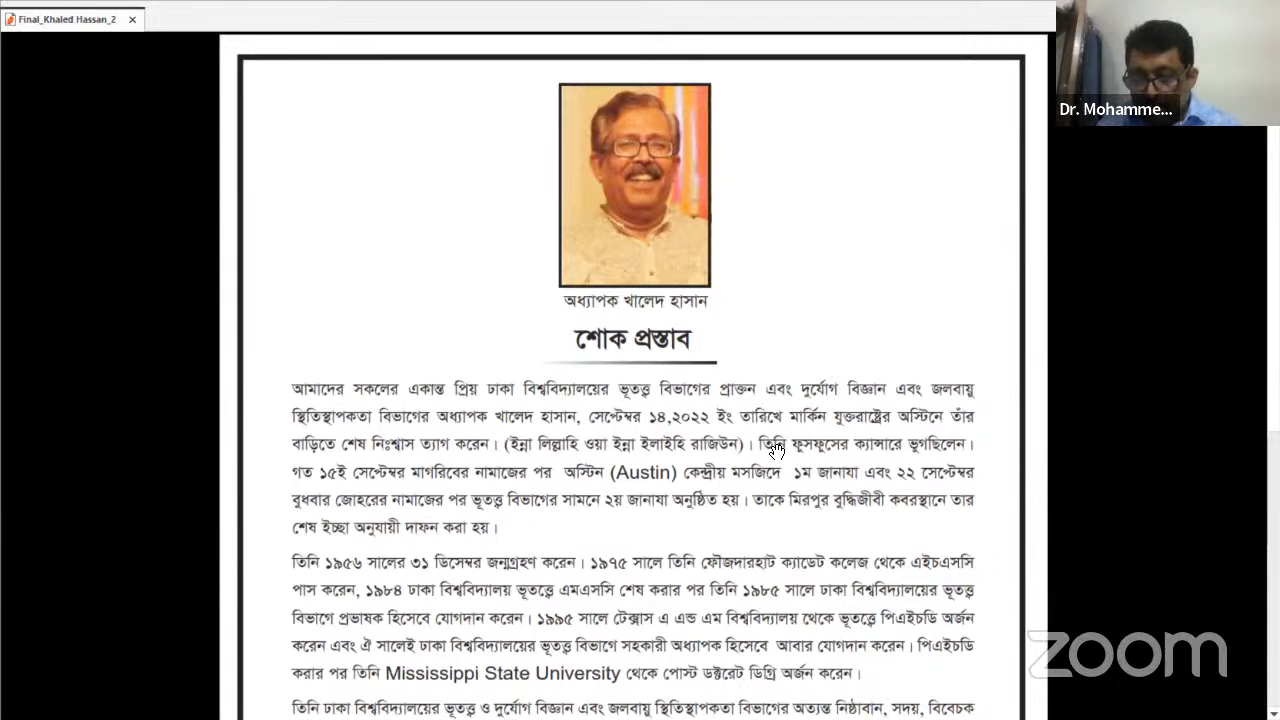 Final_Khaled Hassan_2
Dr. Mohamme...
অধ্যাপক খালেদ হাসান
শোক প্রস্তাব
আমাদের সকলের একান্ত প্রিয় ঢাকা বিশ্ববিদ্যালয়ের ভূতত্ত্ব বিভাগের প্রাক্তন এবং দুর্যোগ বিজ্ঞান এবং জলবায়ু
স্থিতিস্থাপকতা বিভাগের অধ্যাপক খালেদ হাসান, সেপ্টেম্বর ১৪,২০২২ ইং তারিখে মার্কিন যুক্তরাষ্ট্রের অস্টিনে তাঁর
বাড়িতে শেষ নিঃশ্বাস ত্যাগ করেন। (ইন্না লিল্লাহি ওয়া ইন্না ইলাইহি রাজিউন)। তিনি ফুসফুসের ক্যান্সারে ভুগছিলেন।
গত ১৫ই সেপ্টেম্বর মাগরিবের নামাজের পর অস্টিন (Austin) কেন্দ্রীয় মসজিদে ১ম জানাযা এবং ২২ সেপ্টেম্বর
বুধবার জোহরের নামাজের পর ভূতত্ত্ব বিভাগের সামনে ২য় জানাযা অনুষ্ঠিত হয়। তাকে মিরপুর বুদ্ধিজীবী কবরস্থানে তার
শেষ ইচ্ছা অনুযায়ী দাফন করা হয়।
তিনি ১৯৫৬ সালের ৩১ ডিসেম্বর জন্মগ্রহণ করেন। ১৯৭৫ সালে তিনি ফৌজদারহাট ক্যাডেট কলেজ থেকে এইচএসসি
পাস করেন, ১৯৮৪ ঢাকা বিশ্ববিদ্যালয় ভূতত্ত্বে এমএসসি শেষ করার পর তিনি ১৯৮৫ সালে ঢাকা বিশ্ববিদ্যালয়ের ভূতত্ত্ব
বিভাগে প্রভাষক হিসেবে যোগদান করেন। ১৯৯৫ সালে টেক্সাস এ এন্ড এম বিশ্ববিদ্যালয় থেকে ভূতত্ত্বে পিএইচডি অর্জন
করেন এবং ঐ সালেই ঢাকা বিশ্ববিদ্যালয়ের ভূতত্ত্ব বিভাগে সহকারী অধ্যাপক হিসেবে আবার যোগদান করেন। পিএইচডি
করার পর তিনি Mississippi State University থেকে পোস্ট ডক্টরেট ডিগ্রি অর্জন করেন।
তিনি ঢাকা বিশ্ববিদ্যালয়ের ভূতত্ত্ব ও দুর্যোগ বিজ্ঞান এবং জলবায়ু স্থিতিস্থাপকতা বিভাগের অত্যন্ত নিষ্ঠাবান, সদয়, বিবেচক
zoom